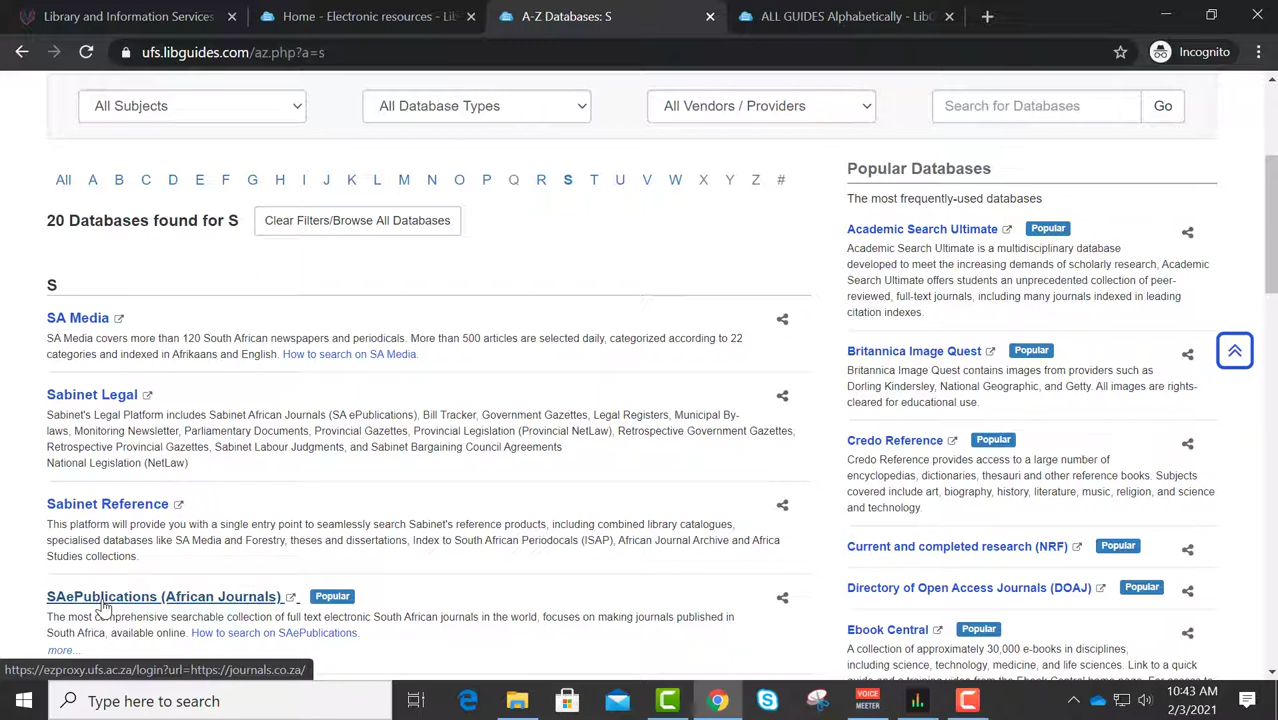 Library and Information Services
Home - Electronic resources - Lib
A-Z Databases: S
ALL GUIDES Alphabetically - LibG
ufs.libguides.com/az.php?a=s
Incognito
All Subjects
All Database Types
All Vendors / Providers
Search for Databases
Go
All A B C D E F G H I J K L M N O P Q R S T U V W X Y Z #
20 Databases found for S
Clear Filters/Browse All Databases
S
SA Media
SA Media covers more than 120 South African newspapers and periodicals. More than 500 articles are selected daily, categorized according to 22
categories and indexed in Afrikaans and English. How to search on SA Media.
Sabinet Legal
Sabinet's Legal Platform includes Sabinet African Journals (SA ePublications), Bill Tracker, Government Gazettes, Legal Registers, Municipal By-
laws, Monitoring Newsletter, Parliamentary Documents, Provincial Gazettes, Provincial Legislation (Provincial NetLaw), Retrospective Government Gazettes,
Retrospective Provincial Gazettes, Sabinet Labour Judgments, and Sabinet Bargaining Council Agreements
National Legislation (NetLaw)
Sabinet Reference
This platform will provide you with a single entry point to seamlessly search Sabinet's reference products, including combined library catalogues,
specialised databases like SA Media and Forestry, theses and dissertations, Index to South African Periodocals (ISAP), African Journal Archive and Africa
Studies collections.
SAePublications (African Journals)
Popular
The most comprehensive searchable collection of full text electronic South African journals in the world, focuses on making journals published in
South Africa, available online. How to search on SAePublications.
more...
Popular Databases
The most frequently-used databases
Academic Search Ultimate
Popular
Academic Search Ultimate is a multidisciplinary database
developed to meet the increasing demands of scholarly research, Academic
Search Ultimate offers students an unprecedented collection of peer-
reviewed, full-text journals, including many journals indexed in leading
citation indexes.
Britannica Image Quest
Popular
Britannica Image Quest contains images from providers such as
Dorling Kindersley, National Geographic, and Getty. All images are rights-
cleared for educational use.
Credo Reference
Popular
Credo Reference provides access to a large number of
encyclopedias, dictionaries, thesauri and other reference books. Subjects
covered include art, biography, history, literature, music, religion, and science
and technology.
Current and completed research (NRF)
Popular
Directory of Open Access Journals (DOAJ)
Popular
Ebook Central
Popular
A collection of approximately 30,000 e-books in disciplines,
including science, technology, medicine, and life sciences. Link to a quick
https://ezproxy.ufs.ac.za/login?url=https://journals.co.za/
Type here to search
VOICE
MEETER
10:43 AM
2/3/2021